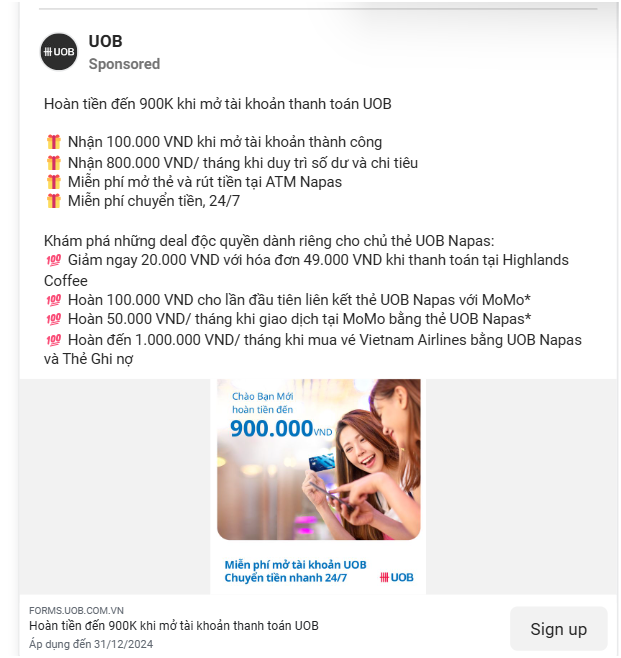 UOB
UOB
Sponsored
Hoàn tiền đến 900K khi mở tài khoản thanh toán UOB
🎁 Nhận 100.000 VND khi mở tài khoản thành công
🎁 Nhận 800.000 VND/ tháng khi duy trì số dư và chi tiêu
🎁 Miễn phí mở thẻ và rút tiền tại ATM Napas
🎁 Miễn phí chuyển tiền, 24/7
Khám phá những deal độc quyền dành riêng cho chủ thẻ UOB Napas:
💯 Giảm ngay 20.000 VND với hóa đơn 49.000 VND khi thanh toán tại Highlands
Coffee
💯 Hoàn 100.000 VND cho lần đầu tiên liên kết thẻ UOB Napas với MoMo*
💯 Hoàn 50.000 VND/ tháng khi giao dịch tại MoMo bằng thẻ UOB Napas*
💯 Hoàn đến 1.000.000 VND/ tháng khi mua vé Vietnam Airlines bằng UOB Napas
và Thẻ Ghi nợ
Chào Bạn Mới
hoàn tiền đến
900.000VND
Miễn phí mở tài khoản UOB
Chuyển tiền nhanh 24/7
UOB
FORMS.UOB.COM.VN
Hoàn tiền đến 900K khi mở tài khoản thanh toán UOB
Áp dụng đến 31/12/2024
Sign up